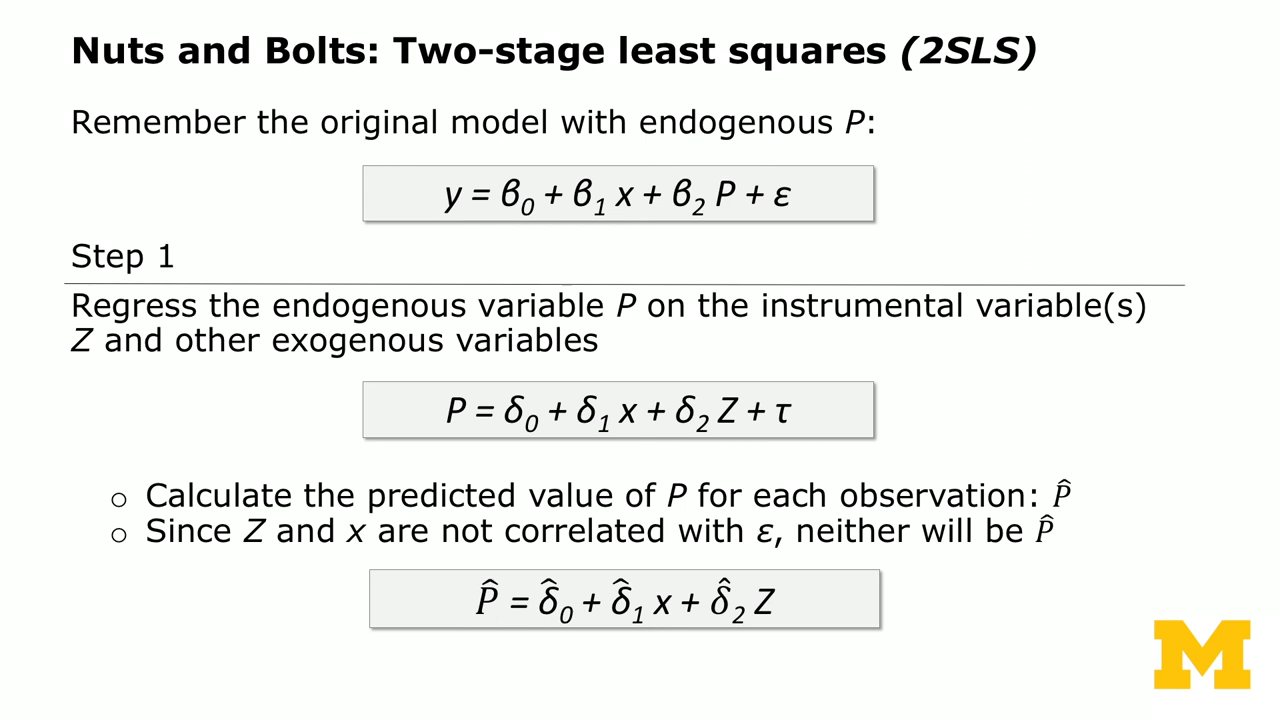 Nuts and Bolts: Two-stage least squares (2SLS)
Remember the original model with endogenous P:
y = β₀ + β₁ x + β₂ P + ε
Step 1
Regress the endogenous variable P on the instrumental variable(s)
Z and other exogenous variables
P = δ₀ + δ₁ x + δ₂ Z + τ
○ Calculate the predicted value of P for each observation: P̂
○ Since Z and x are not correlated with ε, neither will be P̂
P̂ = δ̂₀ + δ̂₁ x + δ̂₂ Z
M